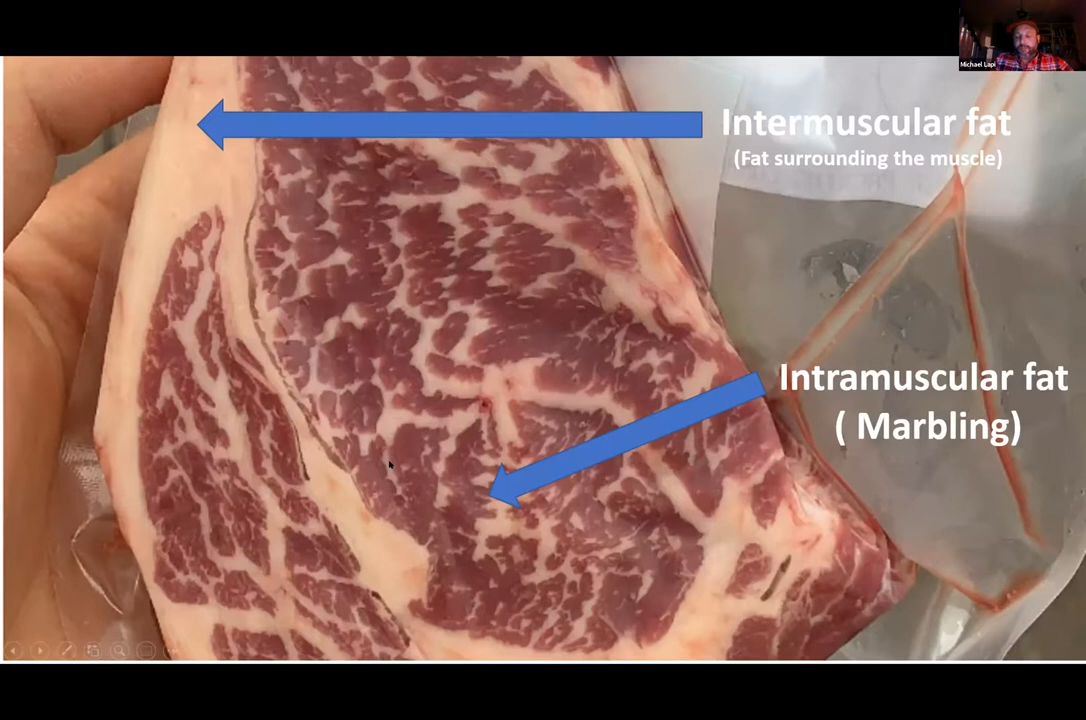 Michael Lapi
Intermuscular fat
(Fat surrounding the muscle)
Intramuscular fat
( Marbling)